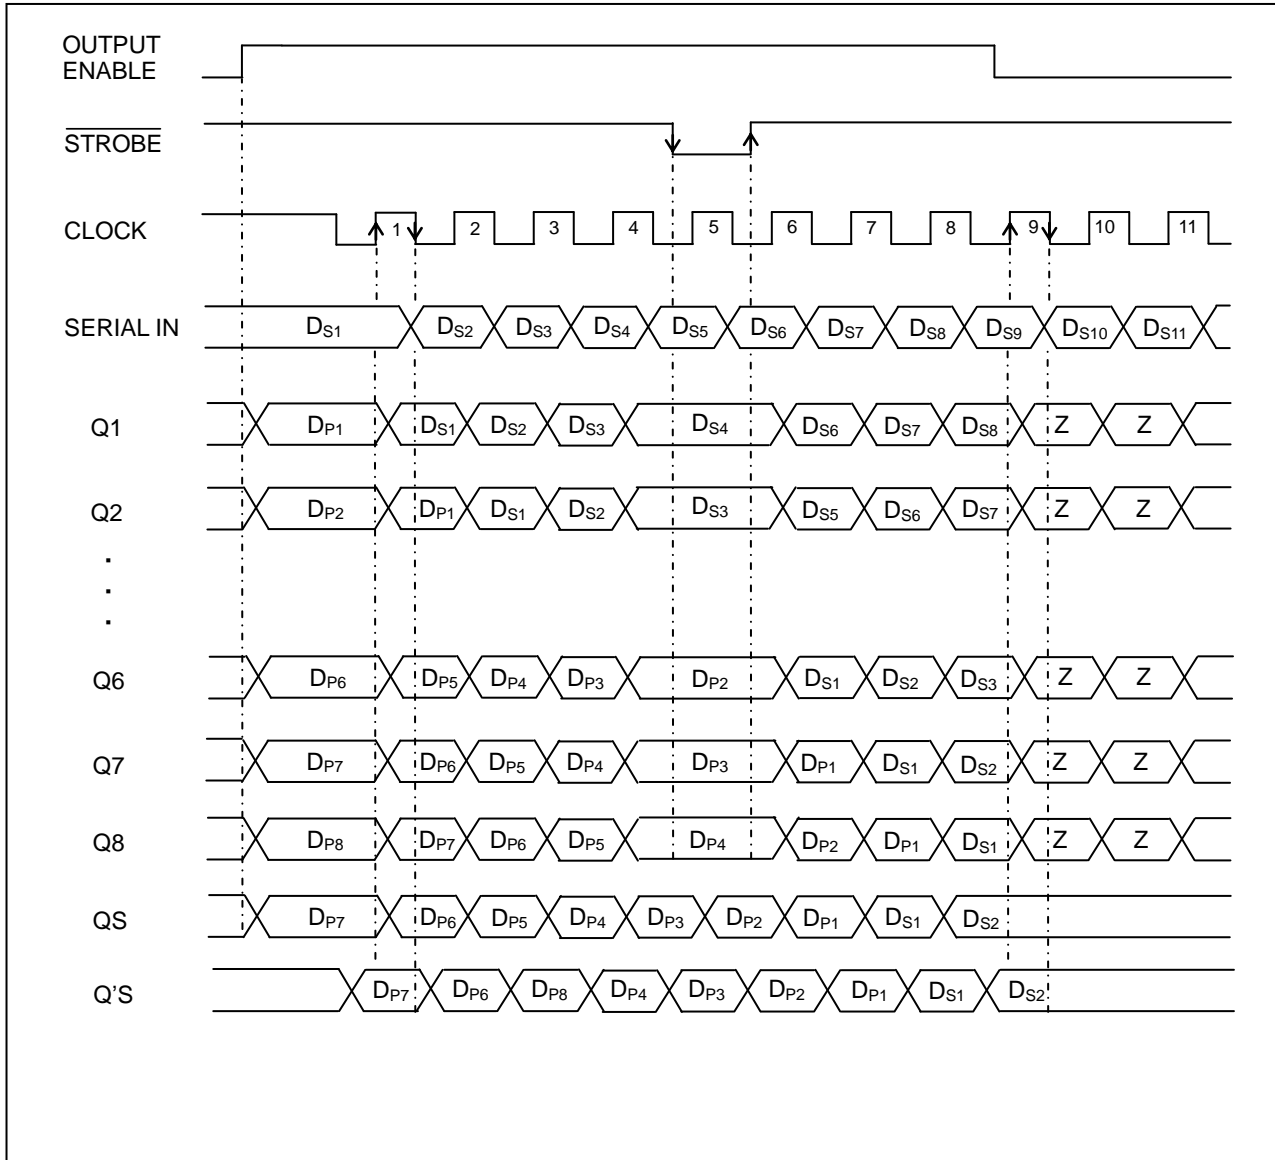 OUTPUT
ENABLE
STROBE
CLOCK 1 2 3 4 5 6 7 8 9 10 11
SERIAL IN DS1 DS2 DS3 DS4 DS5 DS6 DS7 DS8 DS9 DS10 DS11
Q1 DP1 DS1 DS2 DS3 DS4 DS6 DS7 DS8 Z Z
Q2 DP2 DP1 DS1 DS2 DS3 DS5 DS6 DS7 Z Z
.
.
.
Q6 DP6 DP5 DP4 DP3 DP2 DS1 DS2 DS3 Z Z
Q7 DP7 DP6 DP5 DP4 DP3 DP1 DS1 DS2 Z Z
Q8 DP8 DP7 DP6 DP5 DP4 DP2 DP1 DS1 Z Z
QS DP7 DP6 DP5 DP4 DP3 DP2 DP1 DS1 DS2
Q'S DP7 DP6 DP8 DP4 DP3 DP2 DP1 DS1 DS2